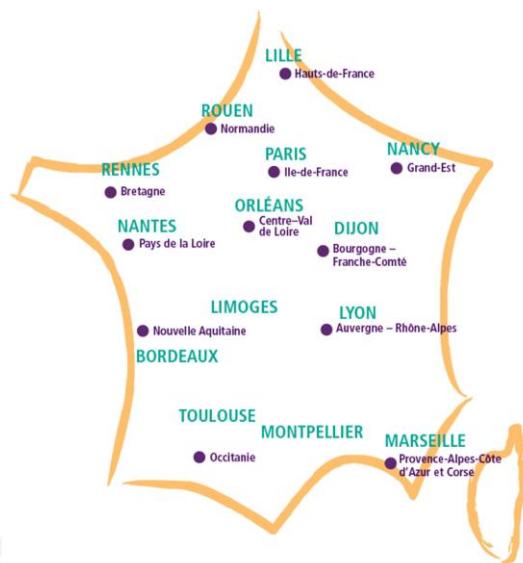 LILLE
Hauts-de-France
ROUEN
Normandie
PARIS
Ile-de-France
NANCY
Grand-Est
RENNES
Bretagne
ORLÉANS
Centre–Val
de Loire
NANTES
Pays de la Loire
DIJON
Bourgogne –
Franche-Comté
LIMOGES
Nouvelle Aquitaine
BORDEAUX
LYON
Auvergne – Rhône-Alpes
TOULOUSE
MONTPELLIER
Occitanie
MARSEILLE
Provence-Alpes-Côte
d'Azur et Corse